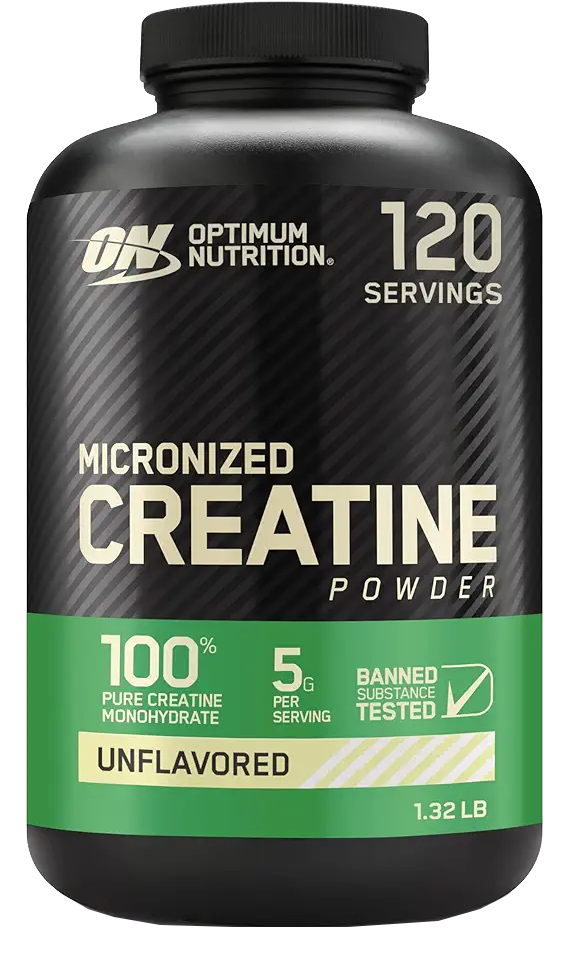 ON
OPTIMUM
NUTRITION®
120
SERVINGS
MICRONIZED
CREATINE
POWDER
100%
PURE CREATINE
MONOHYDRATE
5G
PER
SERVING
BANNED
SUBSTANCE
TESTED
UNFLAVORED
1.32 LB